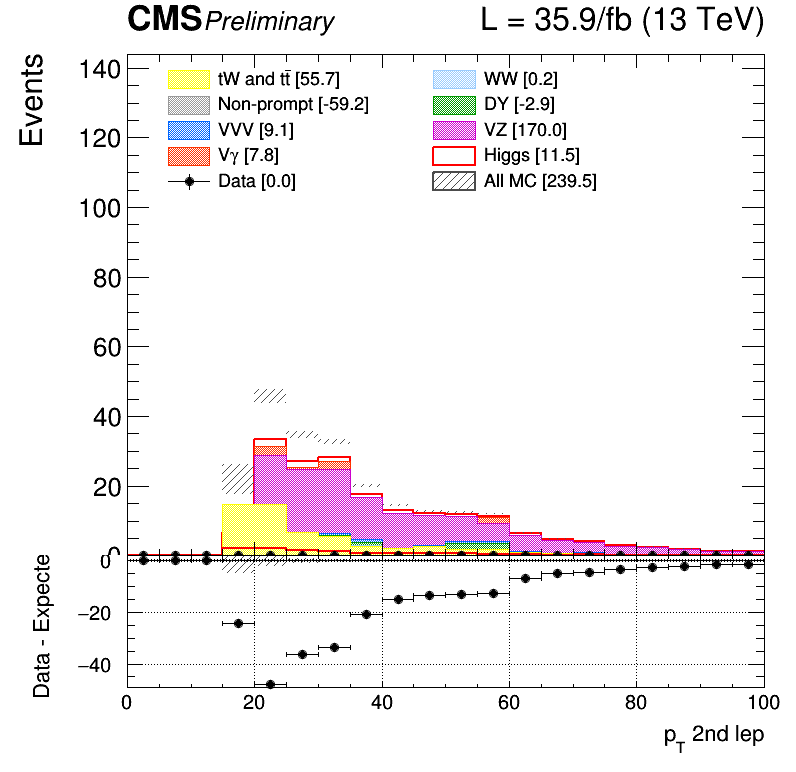 CMS Preliminary L = 35.9/fb (13 TeV)
Events
140
120
100
80
60
40
20
0
tW and tt̄ [55.7]
Non-prompt [-59.2]
VVV [9.1]
Vγ [7.8]
Data [0.0]
WW [0.2]
DY [-2.9]
VZ [170.0]
Higgs [11.5]
All MC [239.5]
Data - Expecte
0
−20
−40
0 20 40 60 80 100
p_T 2nd lep